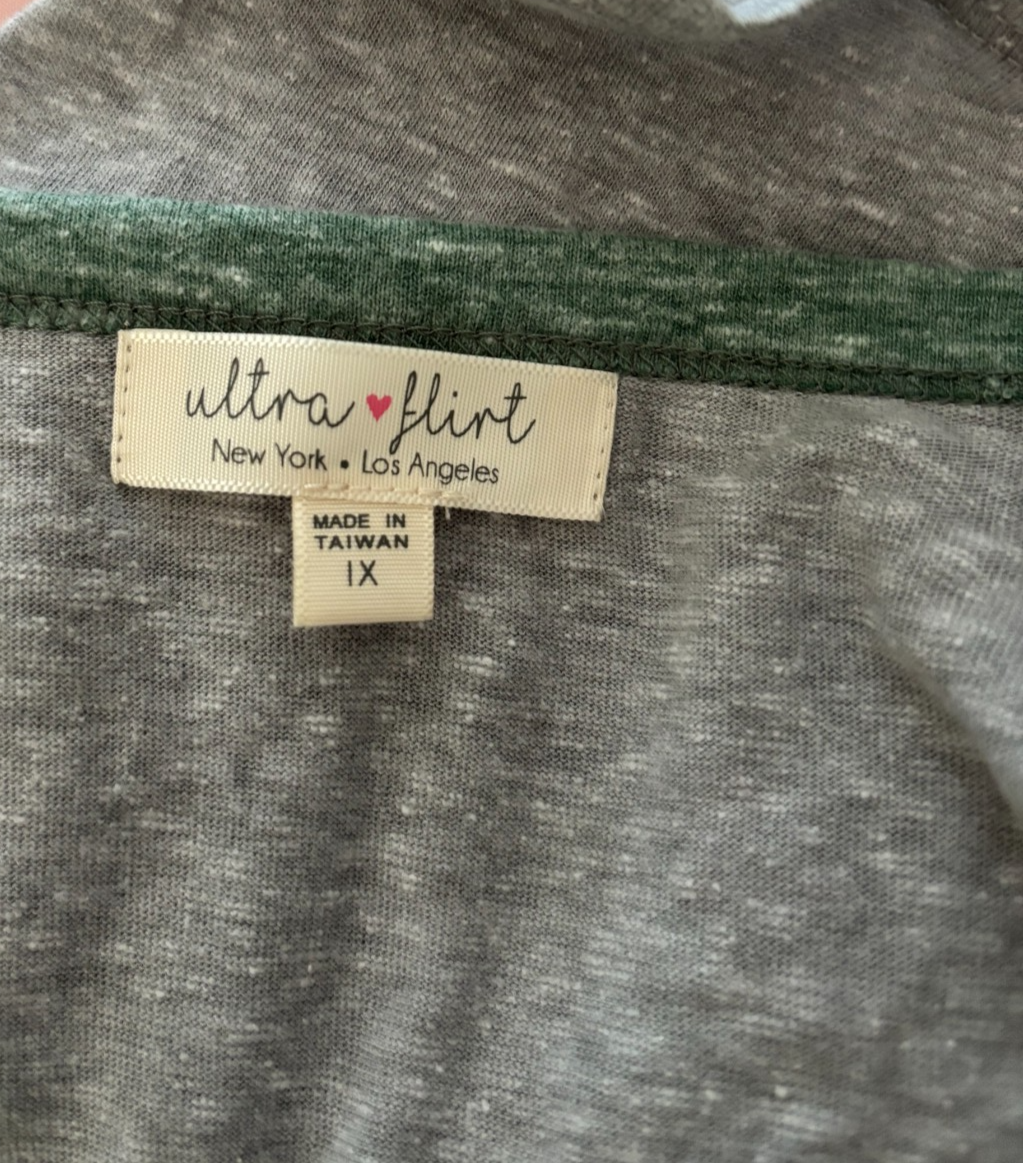 ultra ♥ flirt
New York • Los Angeles
MADE IN
TAIWAN
1X